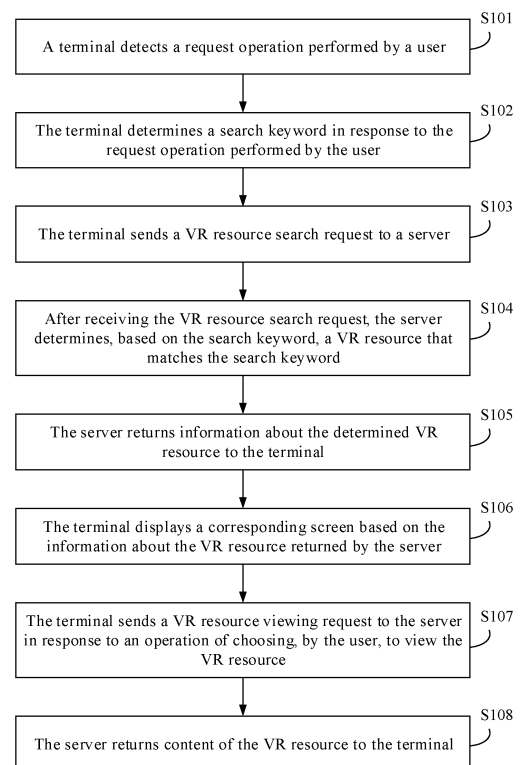 S101
A terminal detects a request operation performed by a user
S102
The terminal determines a search keyword in response to the
request operation performed by the user
S103
The terminal sends a VR resource search request to a server
S104
After receiving the VR resource search request, the server
determines, based on the search keyword, a VR resource that
matches the search keyword
S105
The server returns information about the determined VR
resource to the terminal
S106
The terminal displays a corresponding screen based on the
information about the VR resource returned by the server
S107
The terminal sends a VR resource viewing request to the server
in response to an operation of choosing, by the user, to view the
VR resource
S108
The server returns content of the VR resource to the terminal